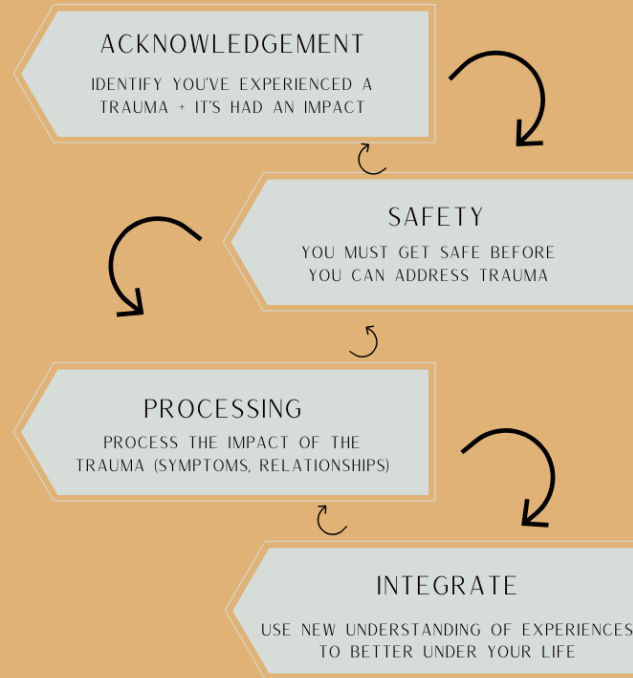 ACKNOWLEDGEMENT
IDENTIFY YOU'VE EXPERIENCED A
TRAUMA + IT'S HAD AN IMPACT
SAFETY
YOU MUST GET SAFE BEFORE
YOU CAN ADDRESS TRAUMA
PROCESSING
PROCESS THE IMPACT OF THE
TRAUMA (SYMPTOMS, RELATIONSHIPS)
INTEGRATE
USE NEW UNDERSTANDING OF EXPERIENCES
TO BETTER UNDER YOUR LIFE